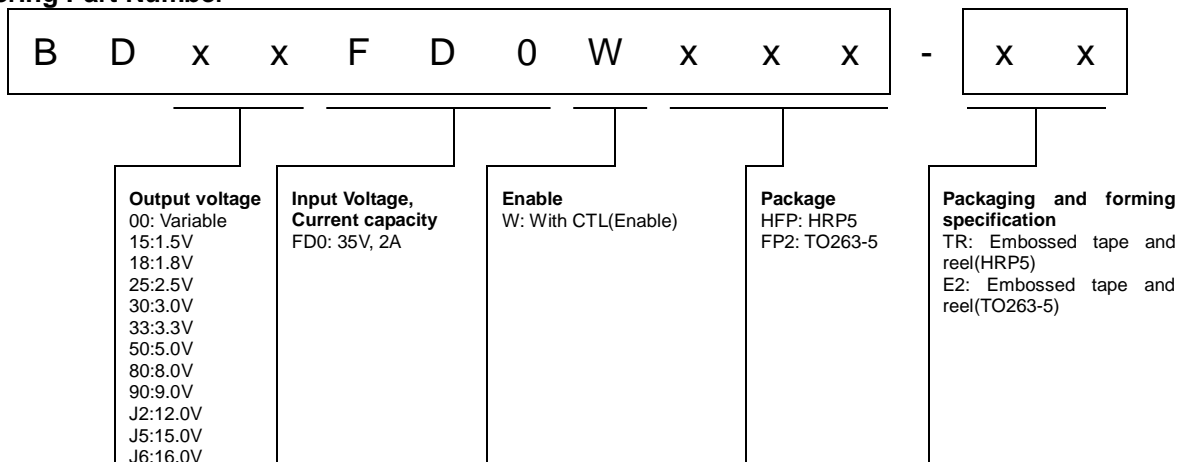 Part Number
B D x x F D 0 W x x x - x x
Output voltage
00: Variable
15:1.5V
18:1.8V
25:2.5V
30:3.0V
33:3.3V
50:5.0V
80:8.0V
90:9.0V
J2:12.0V
J5:15.0V
J6:16.0V
Input Voltage,
Current capacity
FD0: 35V, 2A
Enable
W: With CTL(Enable)
Package
HFP: HRP5
FP2: TO263-5
Packaging and forming
specification
TR: Embossed tape and
reel(HRP5)
E2: Embossed tape and
reel(TO263-5)